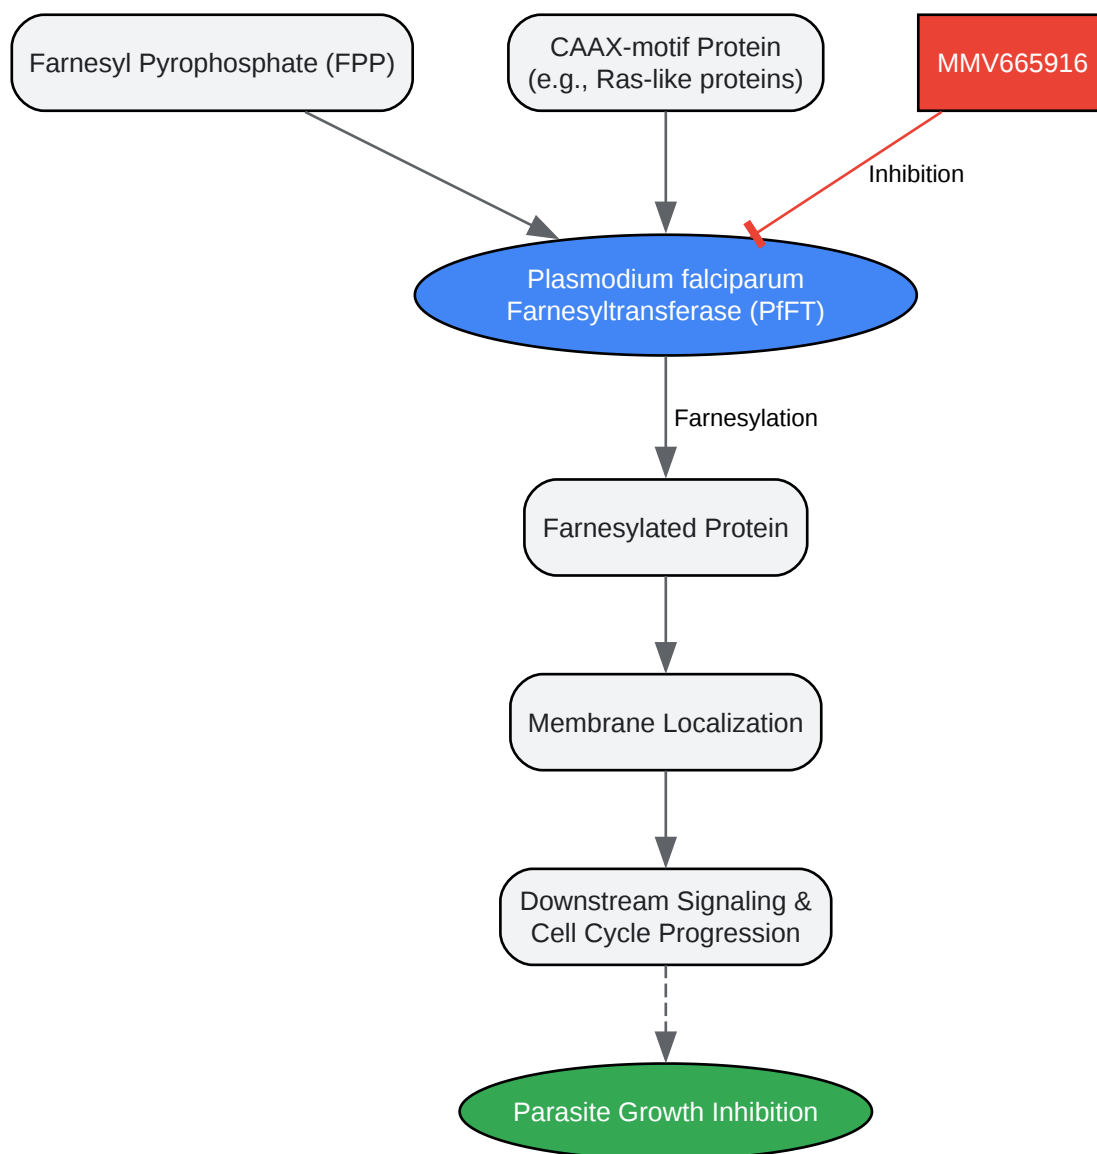 Farnesyl Pyrophosphate (FPP)
CAAX-motif Protein
(e.g., Ras-like proteins)
MMV665916
Inhibition
Plasmodium falciparum
Farnesyltransferase (PfFT)
Farnesylation
Farnesylated Protein
Membrane Localization
Downstream Signaling &
Cell Cycle Progression
Parasite Growth Inhibition